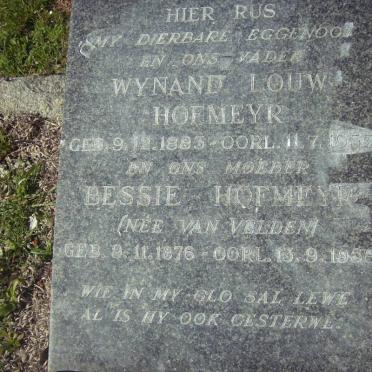 HIER RUS
MY DIERBARE EGGENOOT
EN ONS VADER
WYNAND LOUW
HOFMEYR
GEB. 9.12.1883 - OORL. 11.7.
EN ONS MOEDER
BESSIE HOFMEYR
(NEÉ VAN VELDEN)
GEB. 9.11.1876 - OORL. 13.9.
WIE IN MY GLO SAL LEWE
AL IS HY OOK GESTERWE.